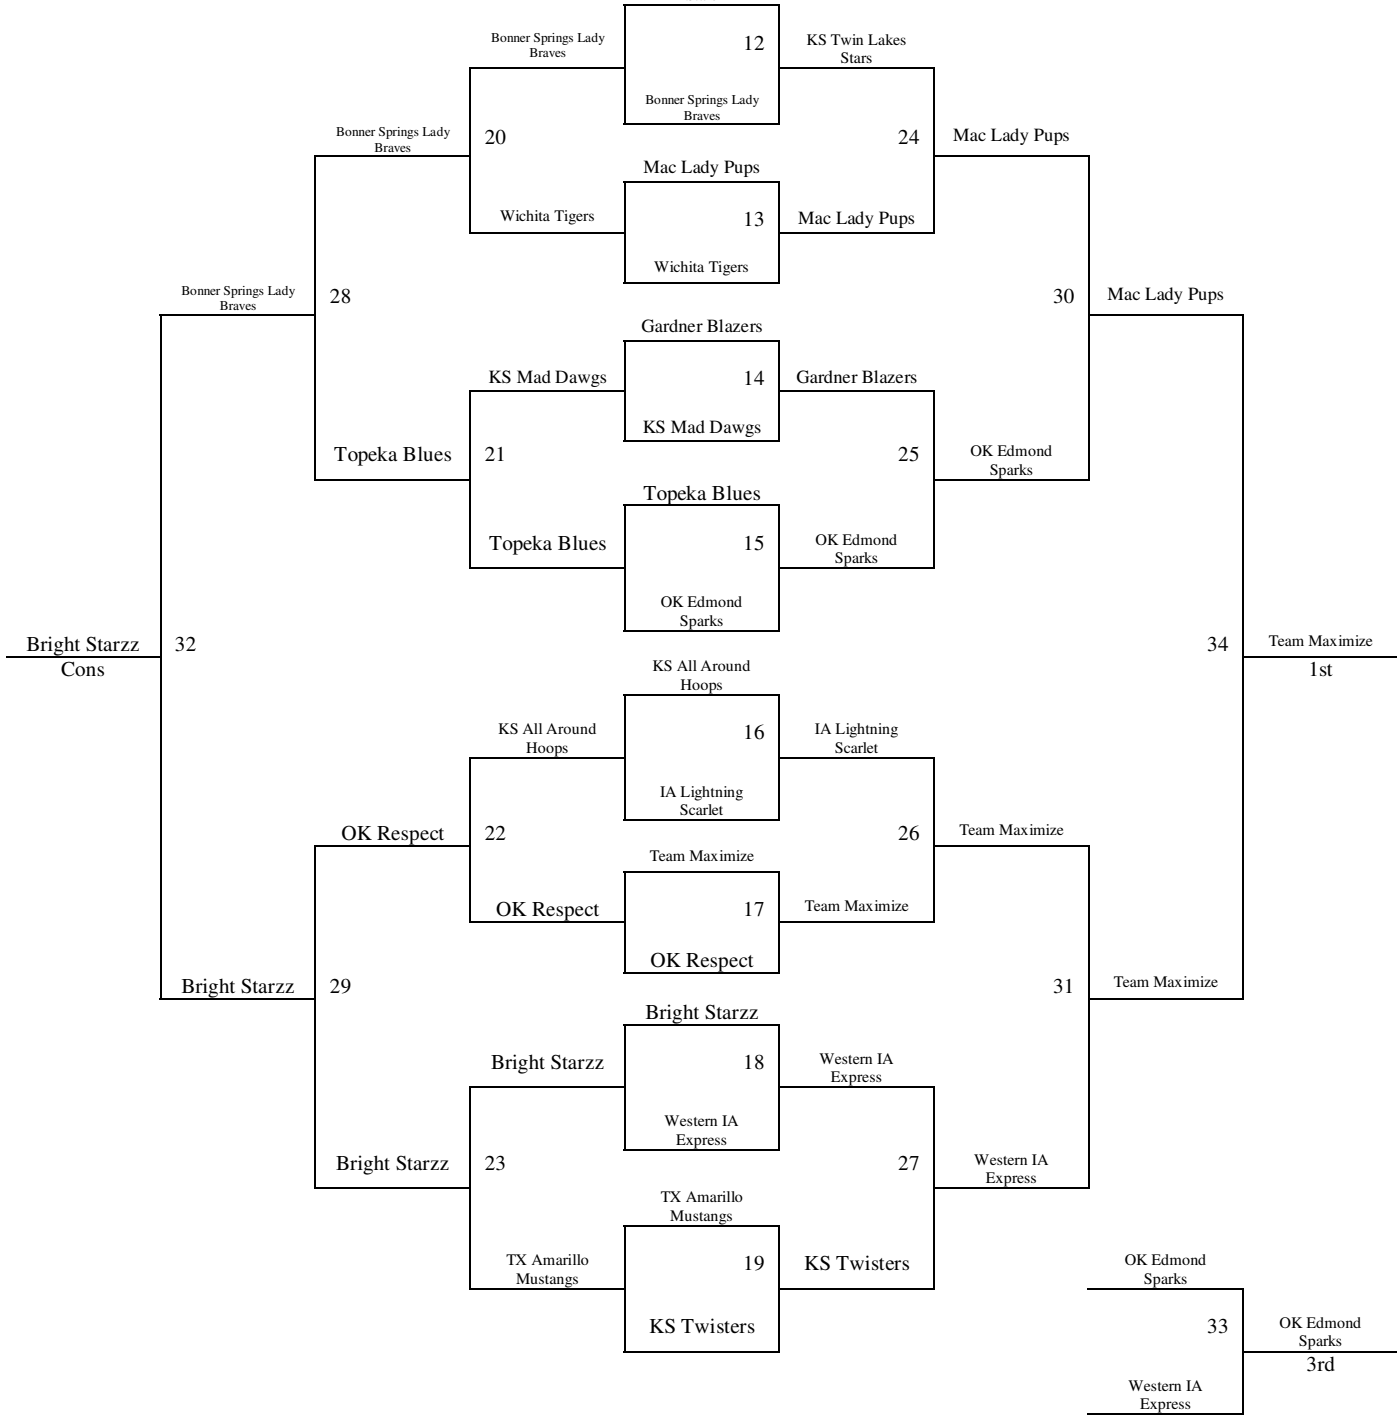 Bonner Springs Lady
Braves
12
KS Twin Lakes
Stars
Bonner Springs Lady
Braves
Bonner Springs Lady
Braves
20
24
Mac Lady Pups
Mac Lady Pups
Wichita Tigers
13
Mac Lady Pups
Wichita Tigers
Bonner Springs Lady
Braves
28
30
Mac Lady Pups
Gardner Blazers
KS Mad Dawgs
14
Gardner Blazers
KS Mad Dawgs
Topeka Blues
21
25
OK Edmond
Sparks
Topeka Blues
Topeka Blues
15
OK Edmond
Sparks
OK Edmond
Sparks
Bright Starzz
Cons
32
34
Team Maximize
1st
KS All Around
Hoops
KS All Around
Hoops
16
IA Lightning
Scarlet
IA Lightning
Scarlet
OK Respect
22
26
Team Maximize
Team Maximize
OK Respect
17
Team Maximize
OK Respect
Bright Starzz
29
31
Team Maximize
Bright Starzz
Bright Starzz
18
Western IA
Express
Western IA
Express
Bright Starzz
23
27
Western IA
Express
TX Amarillo
Mustangs
TX Amarillo
Mustangs
19
KS Twisters
KS Twisters
OK Edmond
Sparks
33
OK Edmond
Sparks
3rd
Western IA
Express